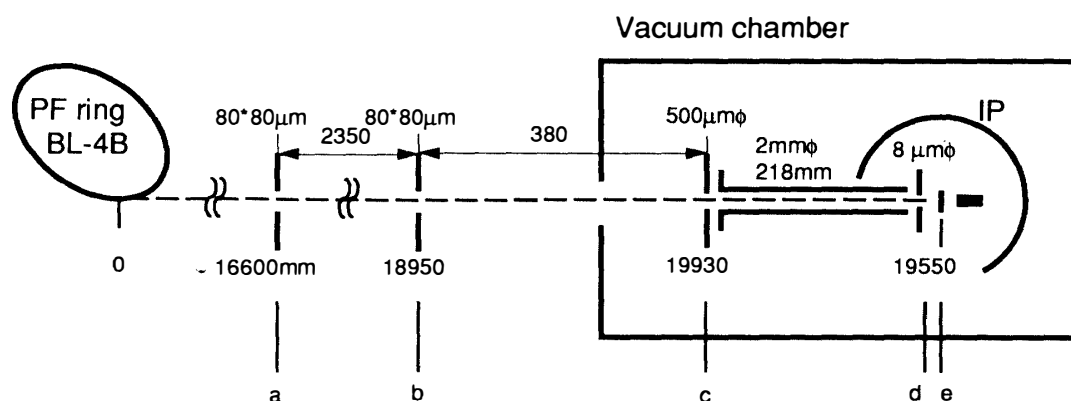 Vacuum chamber
PF ring
BL-4B
80*80μm
80*80μm
500μmφ
IP
2350
380
2mmφ
218mm
8 μmφ
0
16600mm
18950
19930
19550
a
b
c
d
e